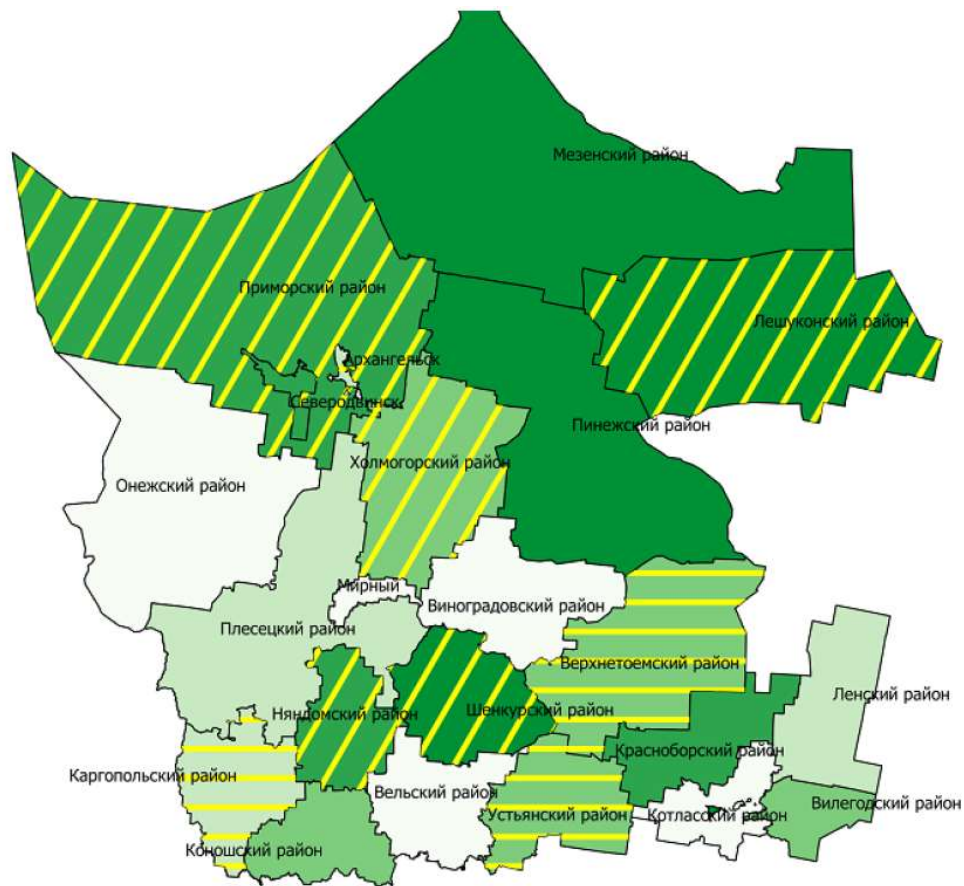 Мезенский район
Приморский район
Лешуконский район
Архангельск
Северодвинск
Пинежский район
Холмогорский район
Онежский район
Мирный
Виноградовский район
Плесецкий район
Верхнетоемский район
Ленский район
Няндомский район
Шенкурский район
Красноборский район
Каргопольский район
Вельский район
Вилегодский район
Устьянский район
Котласский район
Коношский район